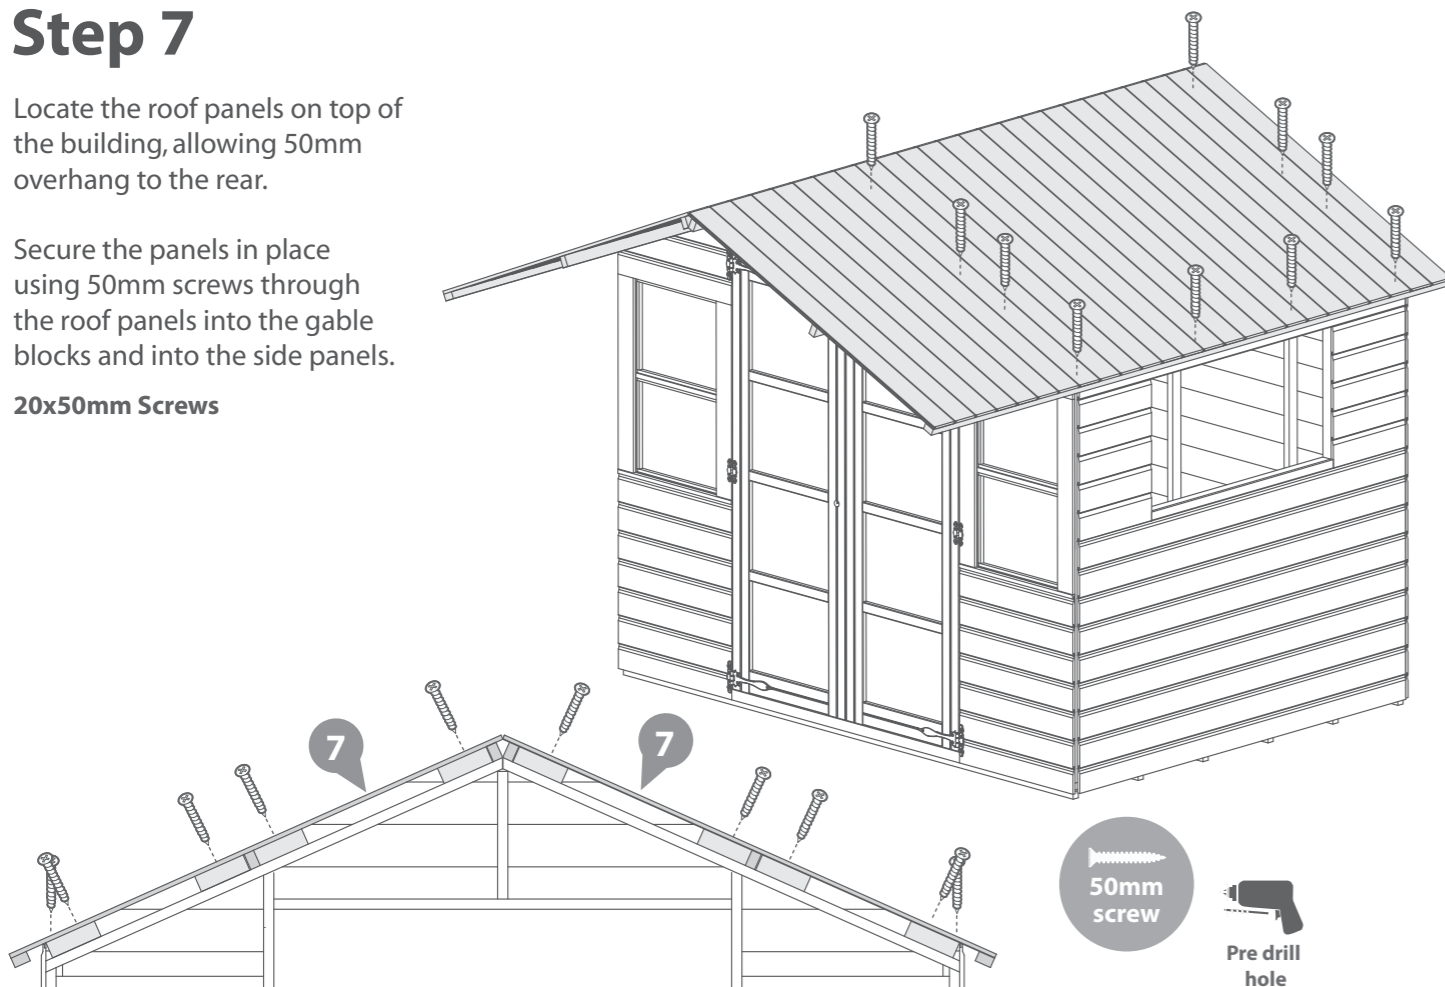 Step 7
Locate the roof panels on top of
the building, allowing 50mm
overhang to the rear.
Secure the panels in place
using 50mm screws through
the roof panels into the gable
blocks and into the side panels.
20x50mm Screws
7
7
50mm
screw
Pre drill
hole